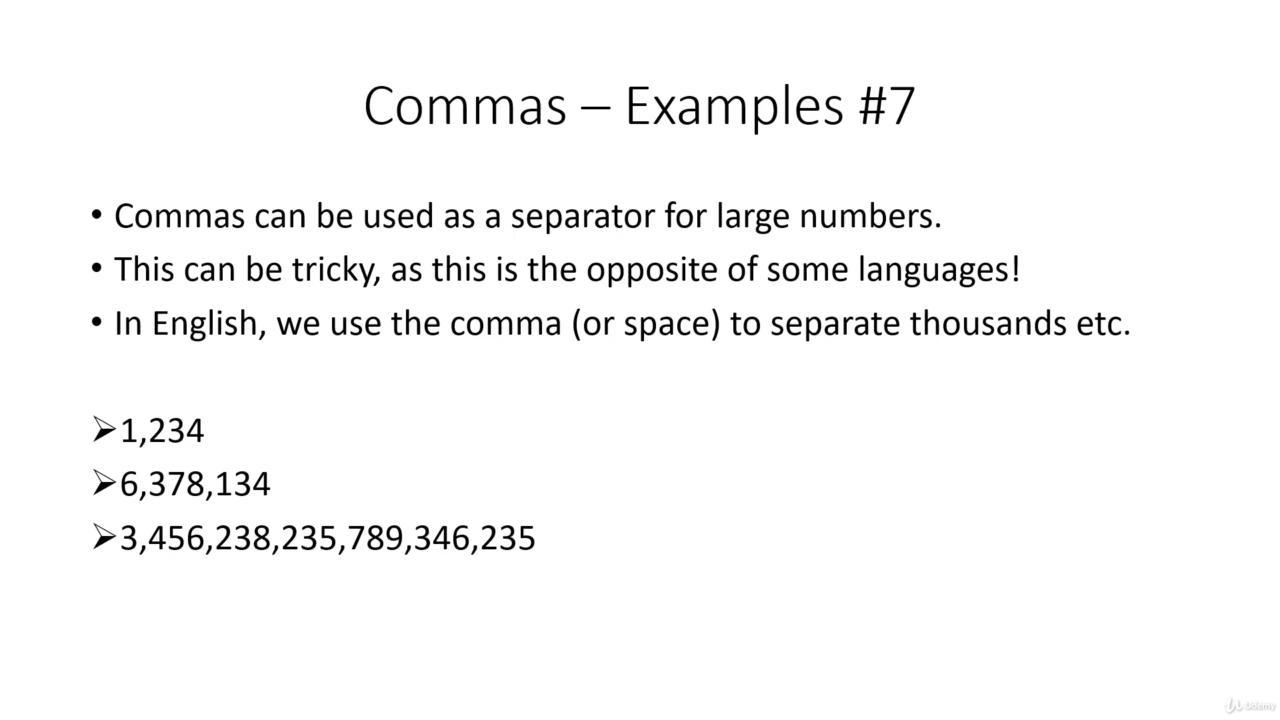 Commas – Examples #7
• Commas can be used as a separator for large numbers.
• This can be tricky, as this is the opposite of some languages!
• In English, we use the comma (or space) to separate thousands etc.
➢1,234
➢6,378,134
➢3,456,238,235,789,346,235
Udemy